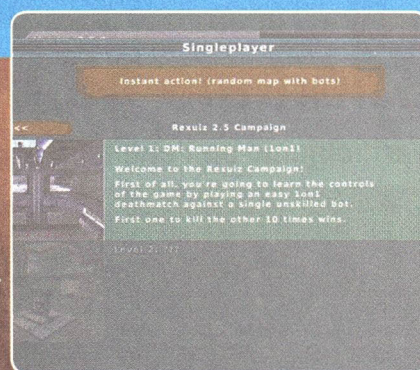 Singleplayer
Instant action! (random map with bots)
<<
Rexuiz 2.5 Campaign
Level 1: DM: Running Man (1on1)
Welcome to the Rexuiz Campaign!
First of all, you're going to learn the controls
of the game by playing an easy 1on1
deathmatch against a single unskilled bot.
First one to kill the other 10 times wins.
Level 2: ???